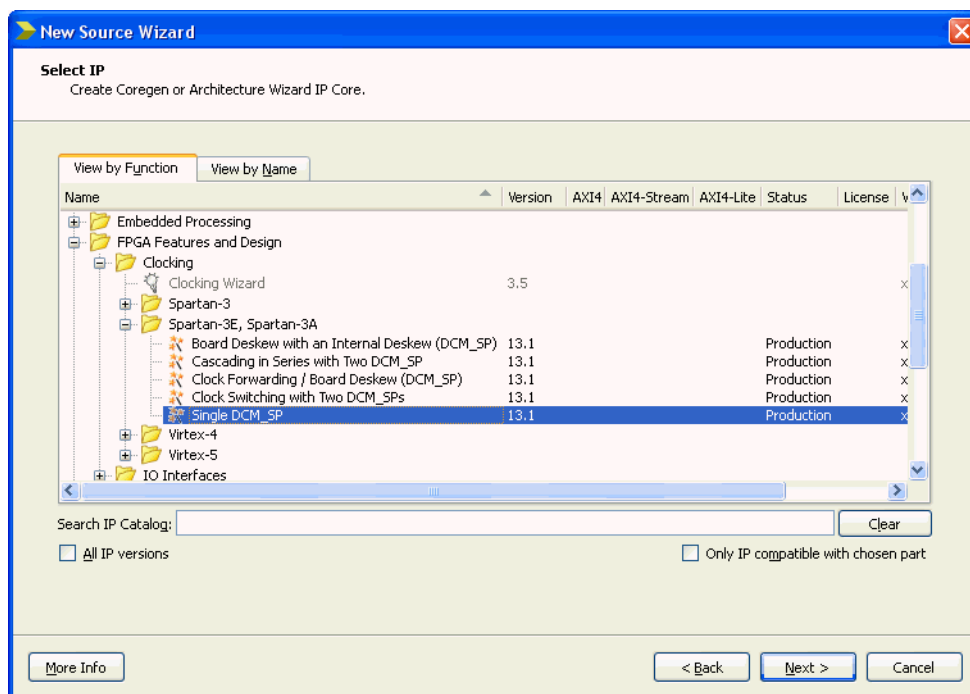 New Source Wizard
Select IP
Create Coregen or Architecture Wizard IP Core.
View by Function View by Name
Name Version AXI4 AXI4-Stream AXI4-Lite Status License V
Embedded Processing
FPGA Features and Design
Clocking
Clocking Wizard 3.5 x
Spartan-3
Spartan-3E, Spartan-3A
Board Deskew with an Internal Deskew (DCM_SP) 13.1 Production x
Cascading in Series with Two DCM_SP 13.1 Production x
Clock Forwarding / Board Deskew (DCM_SP) 13.1 Production x
Clock Switching with Two DCM_SPs 13.1 Production x
Single DCM_SP 13.1 Production x
Virtex-4
Virtex-5
IO Interfaces
Search IP Catalog: Clear
All IP versions Only IP compatible with chosen part
More Info < Back Next > Cancel